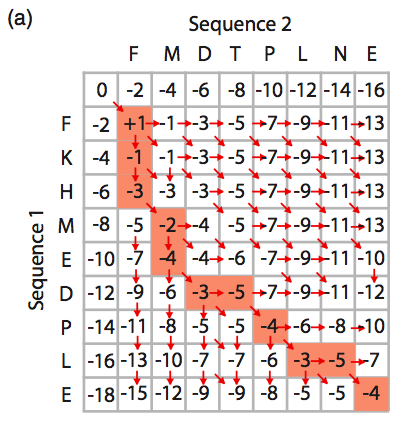 (a)
Sequence 2
F M D T P L N E
0 -2 -4 -6 -8 -10 -12 -14 -16
F -2 +1 -1 -3 -5 -7 -9 -11 -13
K -4 -1 -1 -3 -5 -7 -9 -11 -13
H -6 -3 -3 -3 -5 -7 -9 -11 -13
M -8 -5 -2 -4 -5 -7 -9 -11 -13
E -10 -7 -4 -4 -6 -7 -9 -11 -10
D -12 -9 -6 -3 -5 -7 -9 -11 -12
P -14 -11 -8 -5 -5 -4 -6 -8 -10
L -16 -13 -10 -7 -7 -6 -3 -5 -7
E -18 -15 -12 -9 -9 -8 -5 -5 -4
Sequence 1